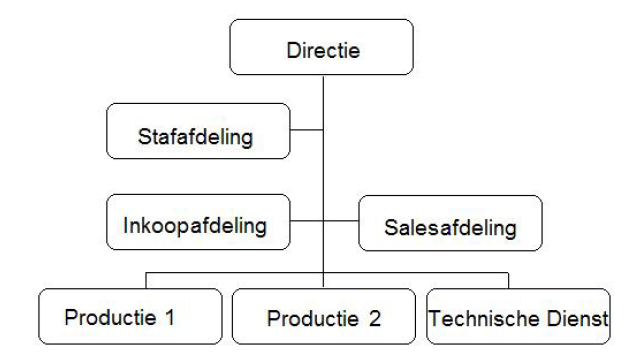 Directie
Stafafdeling
Inkoopafdeling
Salesafdeling
Productie 1
Productie 2
Technische Dienst